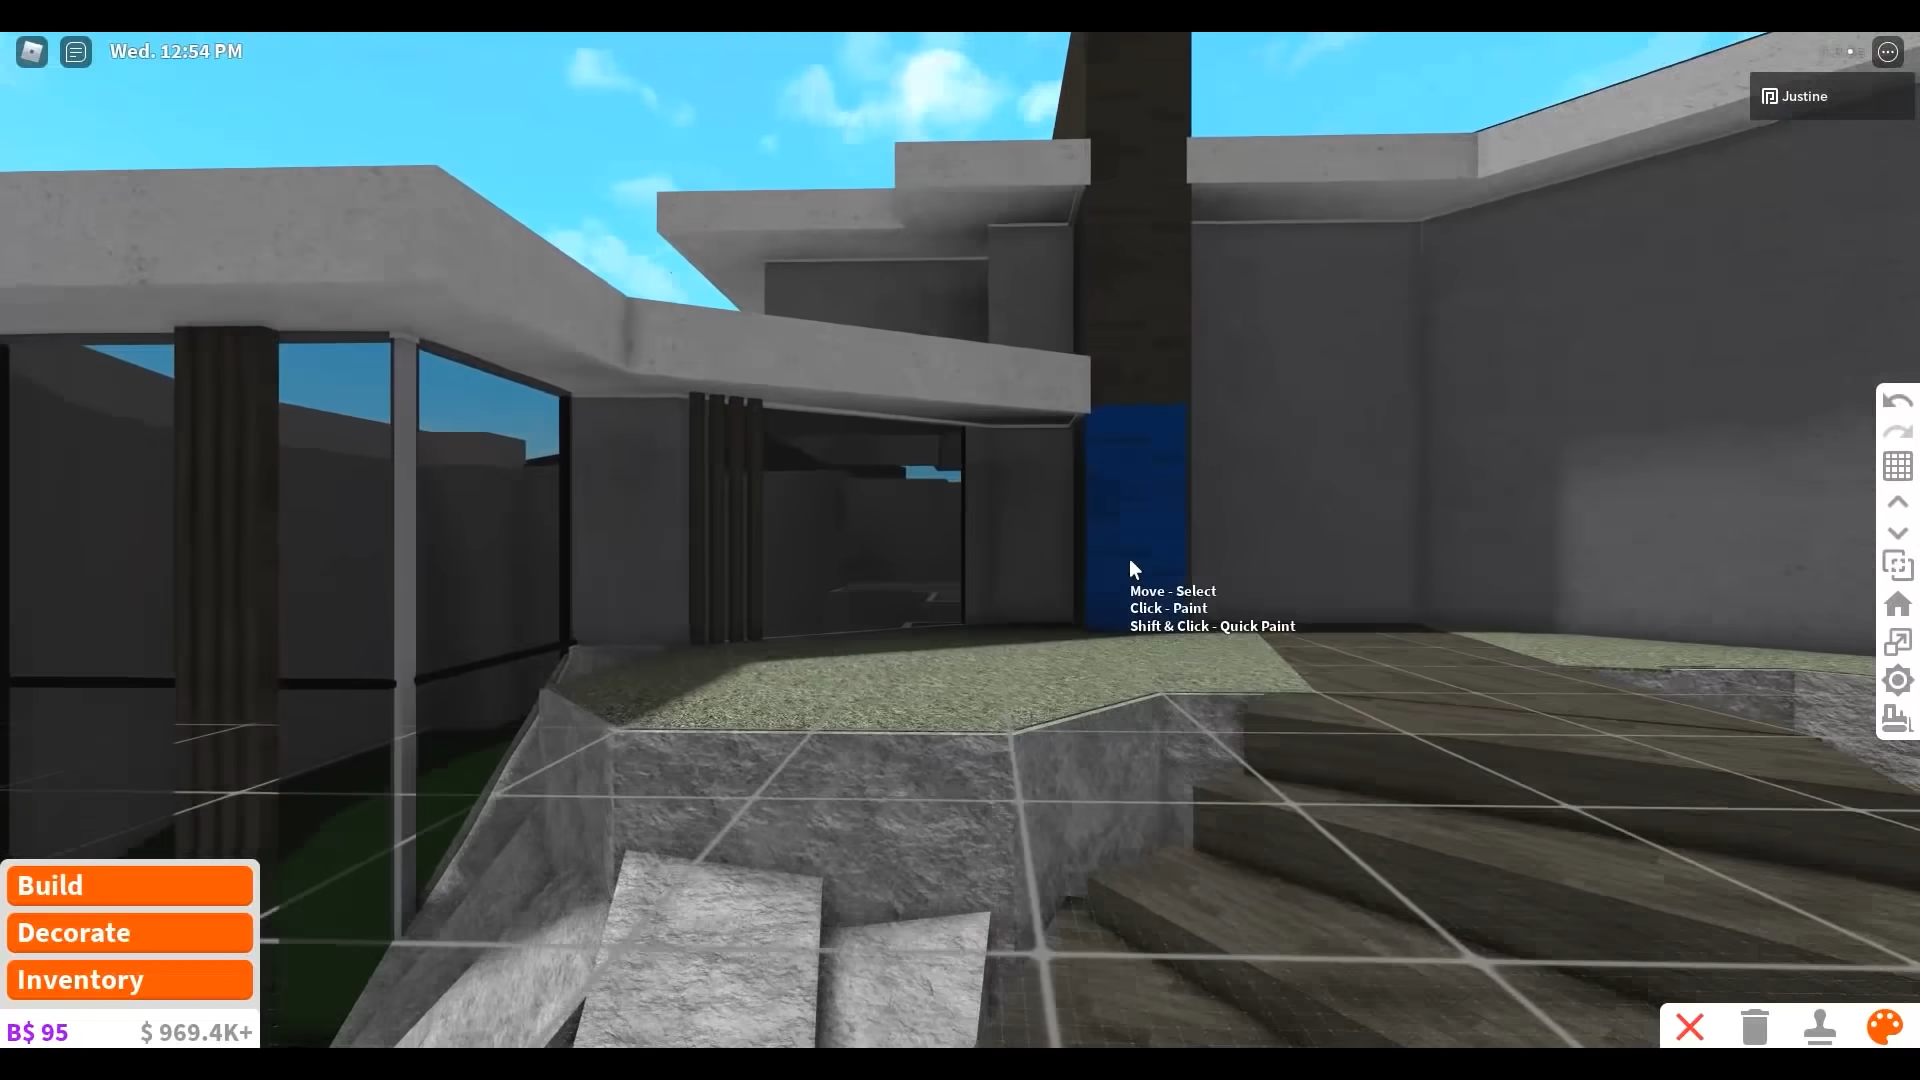 Wed. 12:54 PM
Justine
Move - Select
Click - Paint
Shift & Click - Quick Paint
Build
Decorate
Inventory
B$ 95
$ 969.4K+